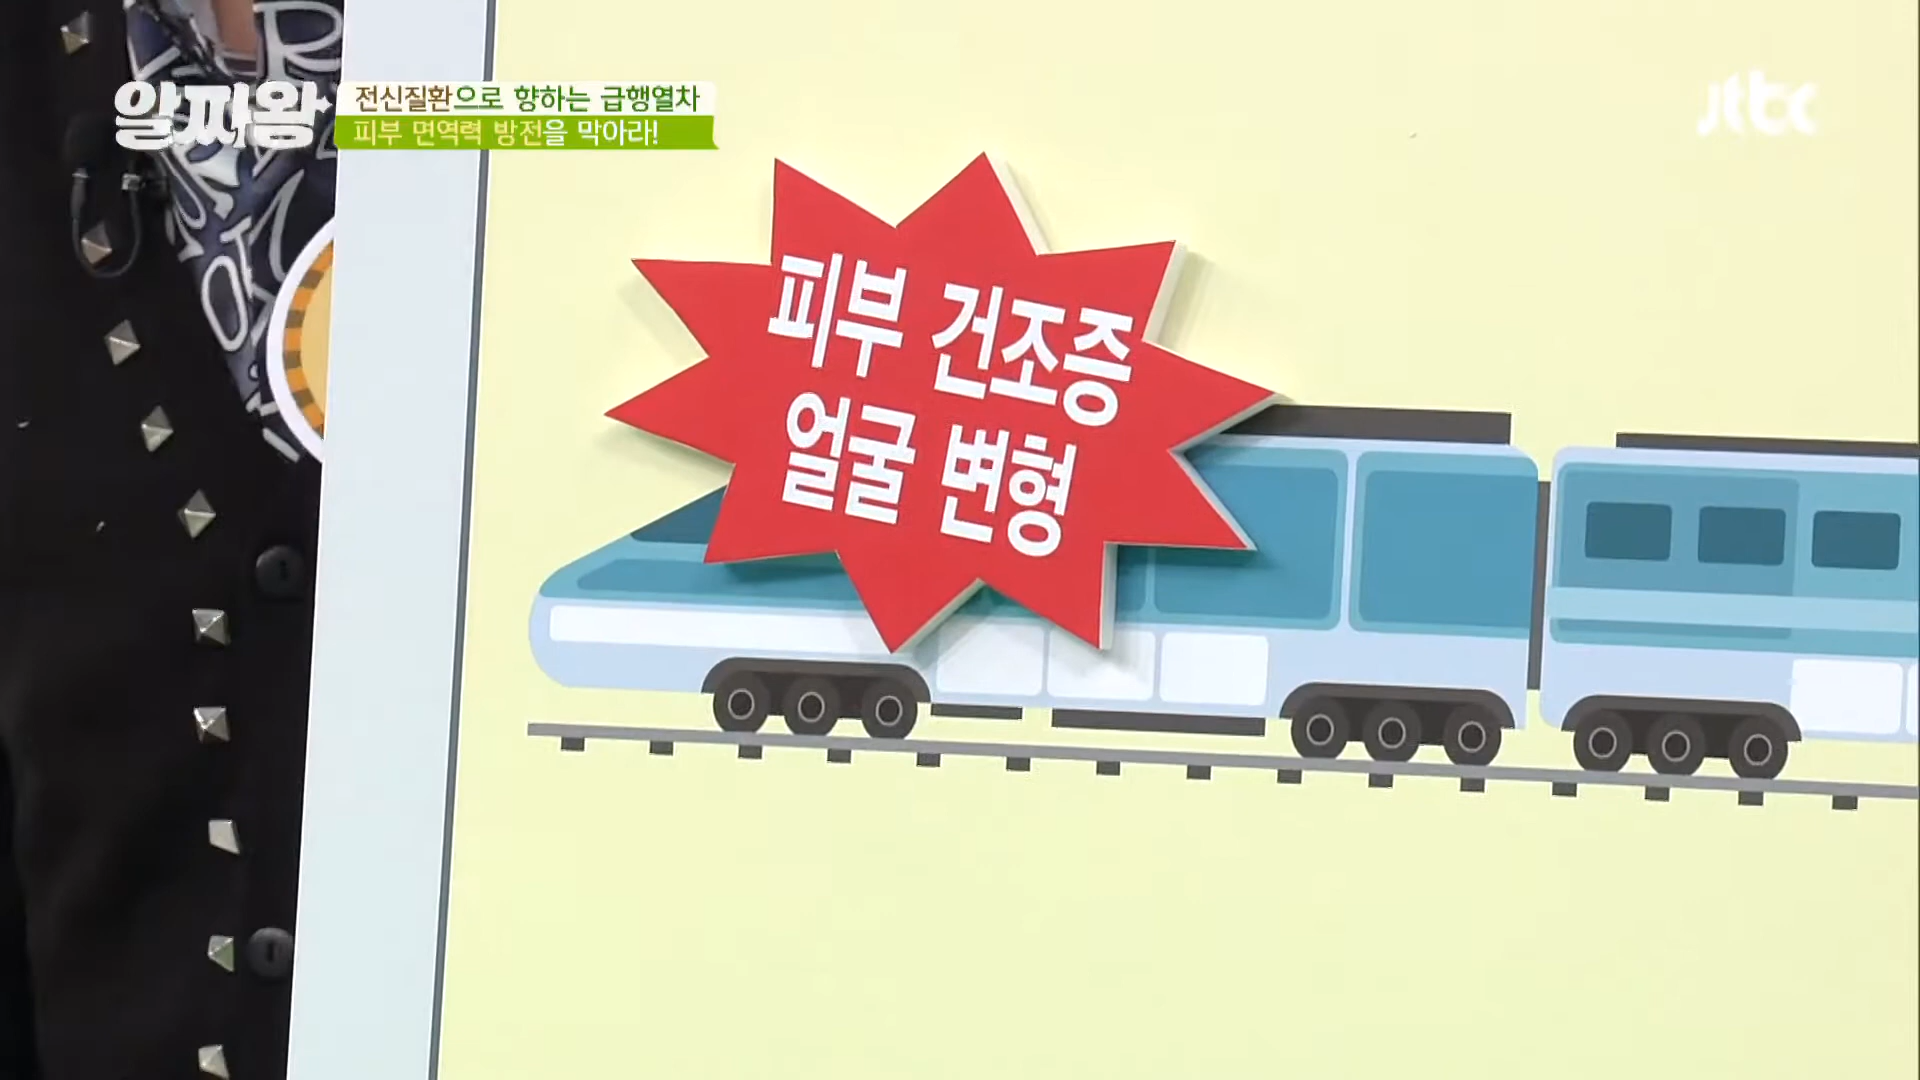 알짜왕
전신질환으로 향하는 급행열차
피부 면역력 방전을 막아라!
jtbc
피부 건조증
얼굴 변형